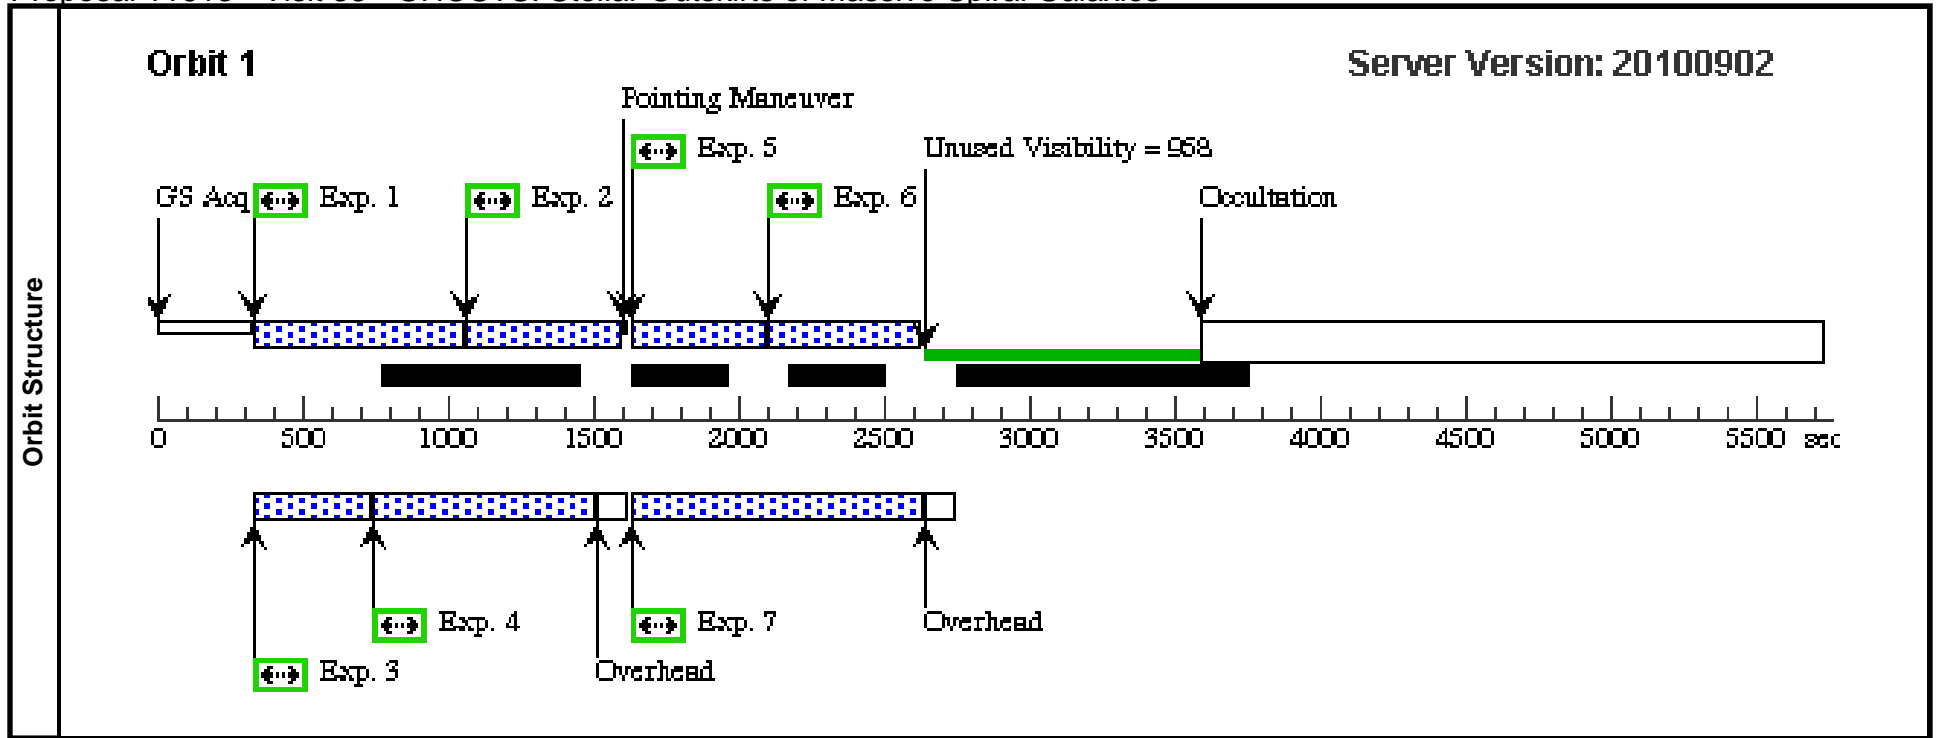 Orbit 1
Server Version: 20100902
Pointing Maneuver
Exp. 5
Unused Visibility = 958
GS Acq
Exp. 1
Exp. 2
Exp. 6
Occultation
Orbit Structure
0 500 1000 1500 2000 2500 3000 3500 4000 4500 5000 5500 sec
Exp. 4
Exp. 7
Overhead
Exp. 3
Overhead